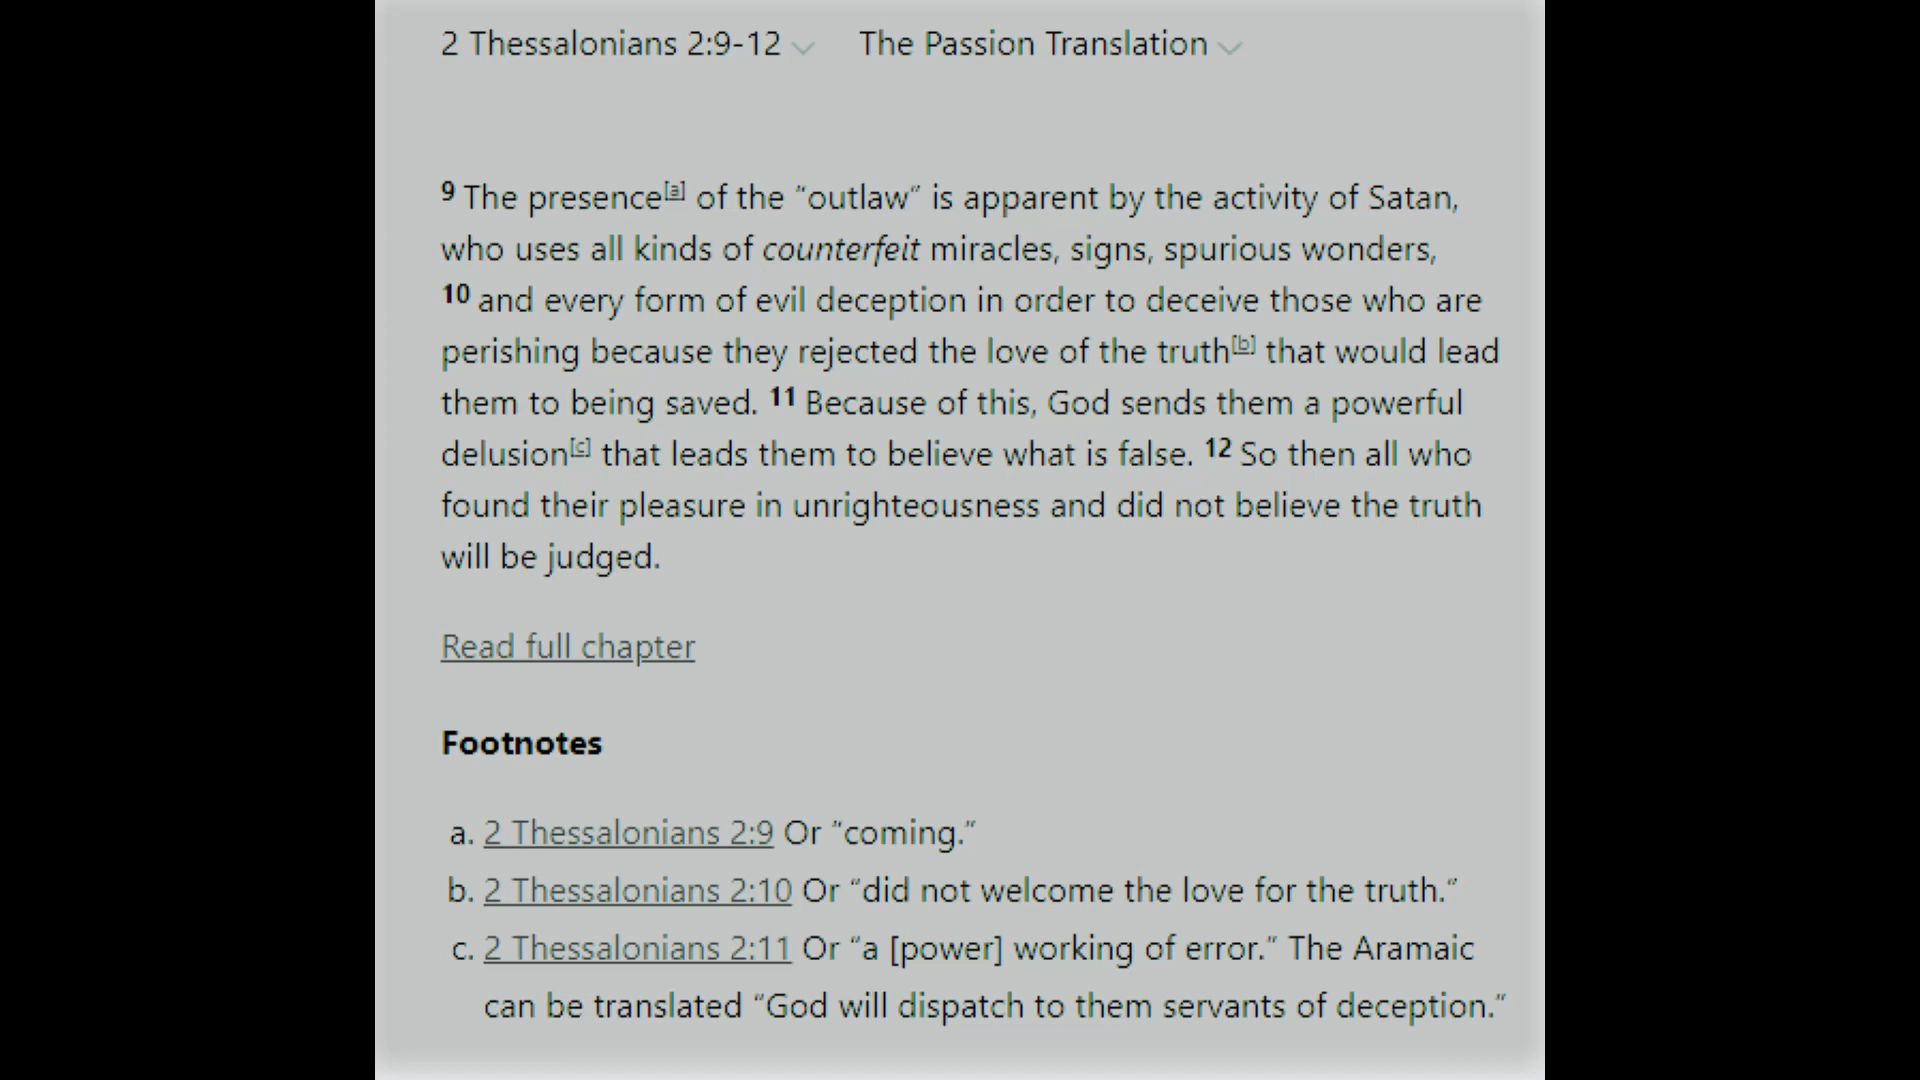 2 Thessalonians 2:9-12 The Passion Translation
9 The presence[a] of the “outlaw” is apparent by the activity of Satan,
who uses all kinds of counterfeit miracles, signs, spurious wonders,
10 and every form of evil deception in order to deceive those who are
perishing because they rejected the love of the truth[b] that would lead
them to being saved. 11 Because of this, God sends them a powerful
delusion[c] that leads them to believe what is false. 12 So then all who
found their pleasure in unrighteousness and did not believe the truth
will be judged.
Read full chapter
Footnotes
a. 2 Thessalonians 2:9 Or “coming.”
b. 2 Thessalonians 2:10 Or “did not welcome the love for the truth.”
c. 2 Thessalonians 2:11 Or “a [power] working of error.” The Aramaic
can be translated “God will dispatch to them servants of deception.”